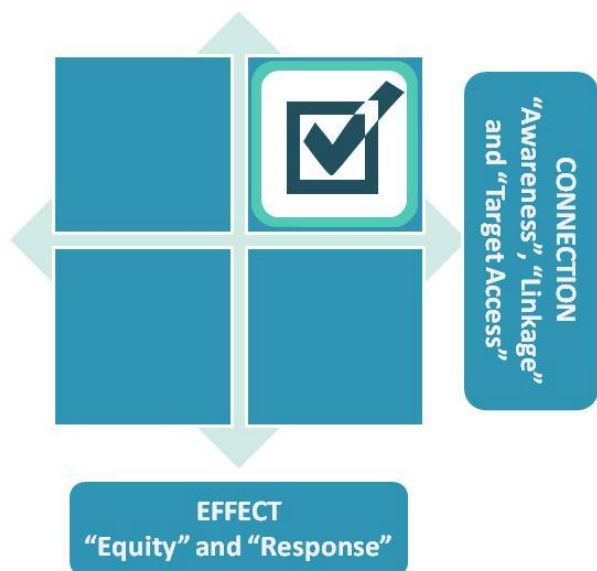 CONNECTION
“Awareness”, “Linkage”
and “Target Access”
EFFECT
“Equity” and “Response”